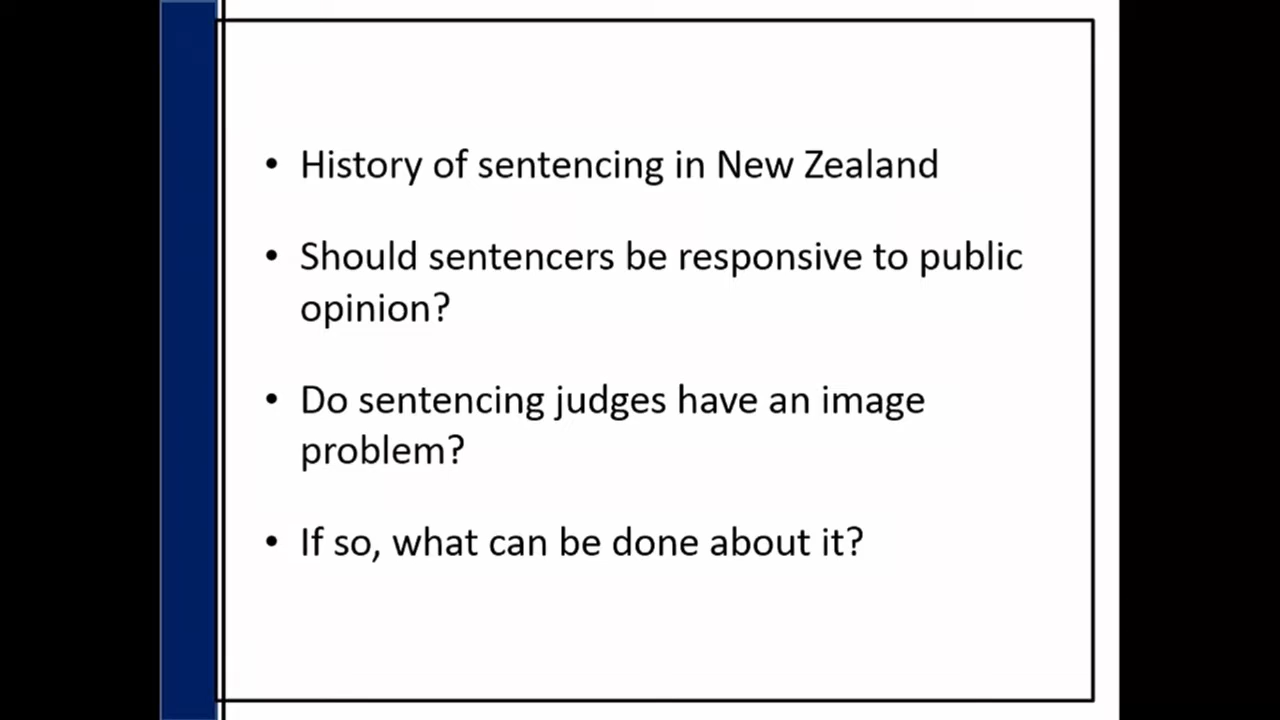 • History of sentencing in New Zealand
• Should sentencers be responsive to public
opinion?
• Do sentencing judges have an image
problem?
• If so, what can be done about it?